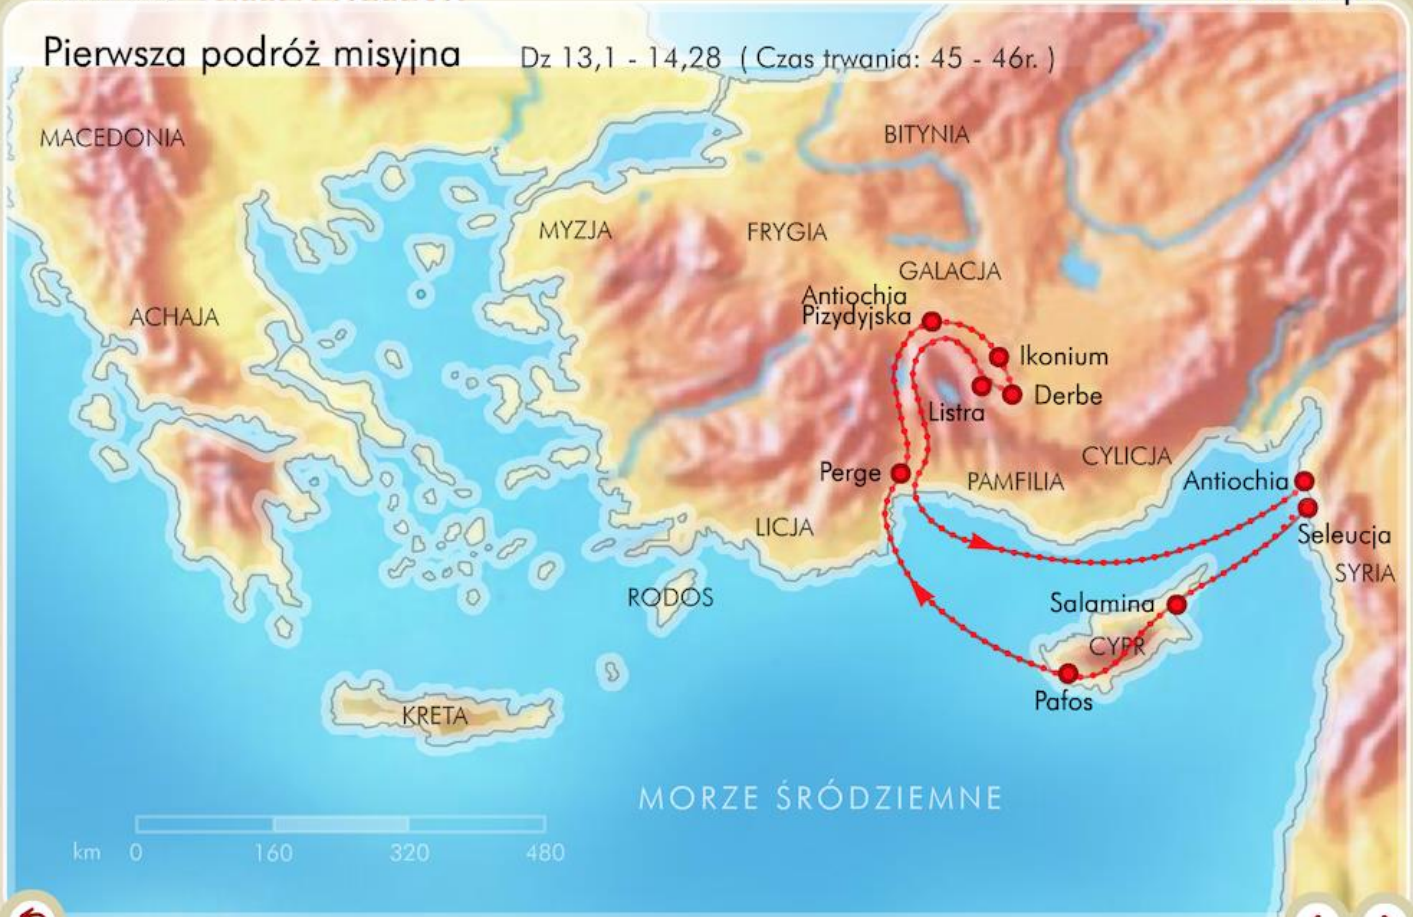 Pierwsza podróż misyjna Dz 13,1 - 14,28 ( Czas trwania: 45 - 46r. )
MACEDONIA
BITYNIA
MYZJA
FRYGIA
GALACJA
Antiochia
Pizydyjska
ACHAJA
Ikonium
Derbe
Listra
CYLICJA
Perge
PAMFILIA
Antiochia
LICJA
Seleucja
SYRIA
RODOS
Salamina
CYPR
Pafos
KRETA
MORZE ŚRÓDZIEMNE
km 0 160 320 480